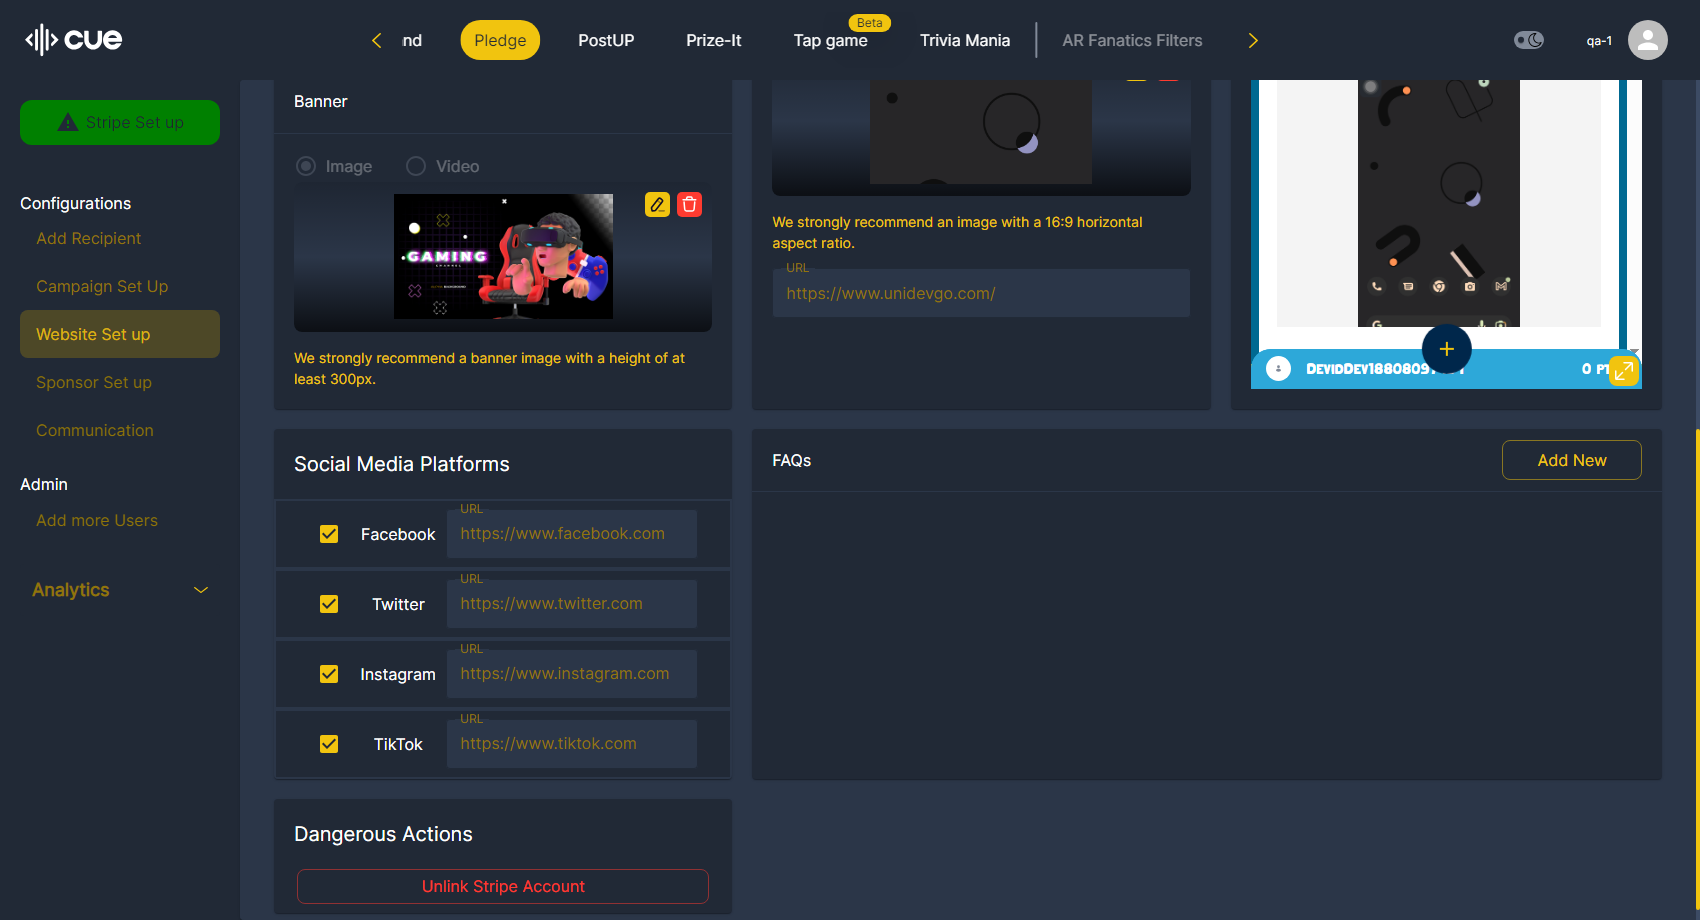 cue
nd
Pledge
PostUP
Prize-It
Beta
Tap game
Trivia Mania
AR Fanatics Filters
qa-1
Stripe Set up
Configurations
Add Recipient
Campaign Set Up
Website Set up
Sponsor Set up
Communication
Admin
Add more Users
Analytics
Banner
Image
Video
GAMING
We strongly recommend a banner image with a height of at
least 300px.
We strongly recommend an image with a 16:9 horizontal
aspect ratio.
URL
https://www.unidevgo.com/
0 PT
Social Media Platforms
Facebook
URL
https://www.facebook.com
Twitter
URL
https://www.twitter.com
Instagram
URL
https://www.instagram.com
TikTok
URL
https://www.tiktok.com
FAQs
Add New
Dangerous Actions
Unlink Stripe Account